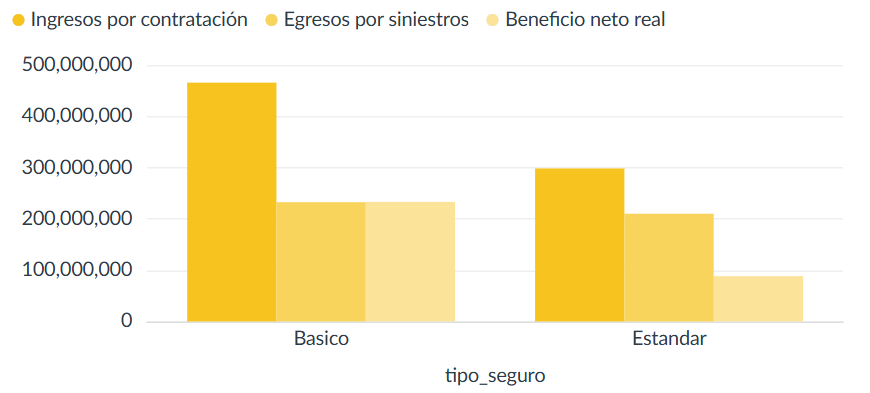 Ingresos por contratación Egresos por siniestros Beneficio neto real
500,000,000
400,000,000
300,000,000
200,000,000
100,000,000
0
Basico Estandar
tipo_seguro